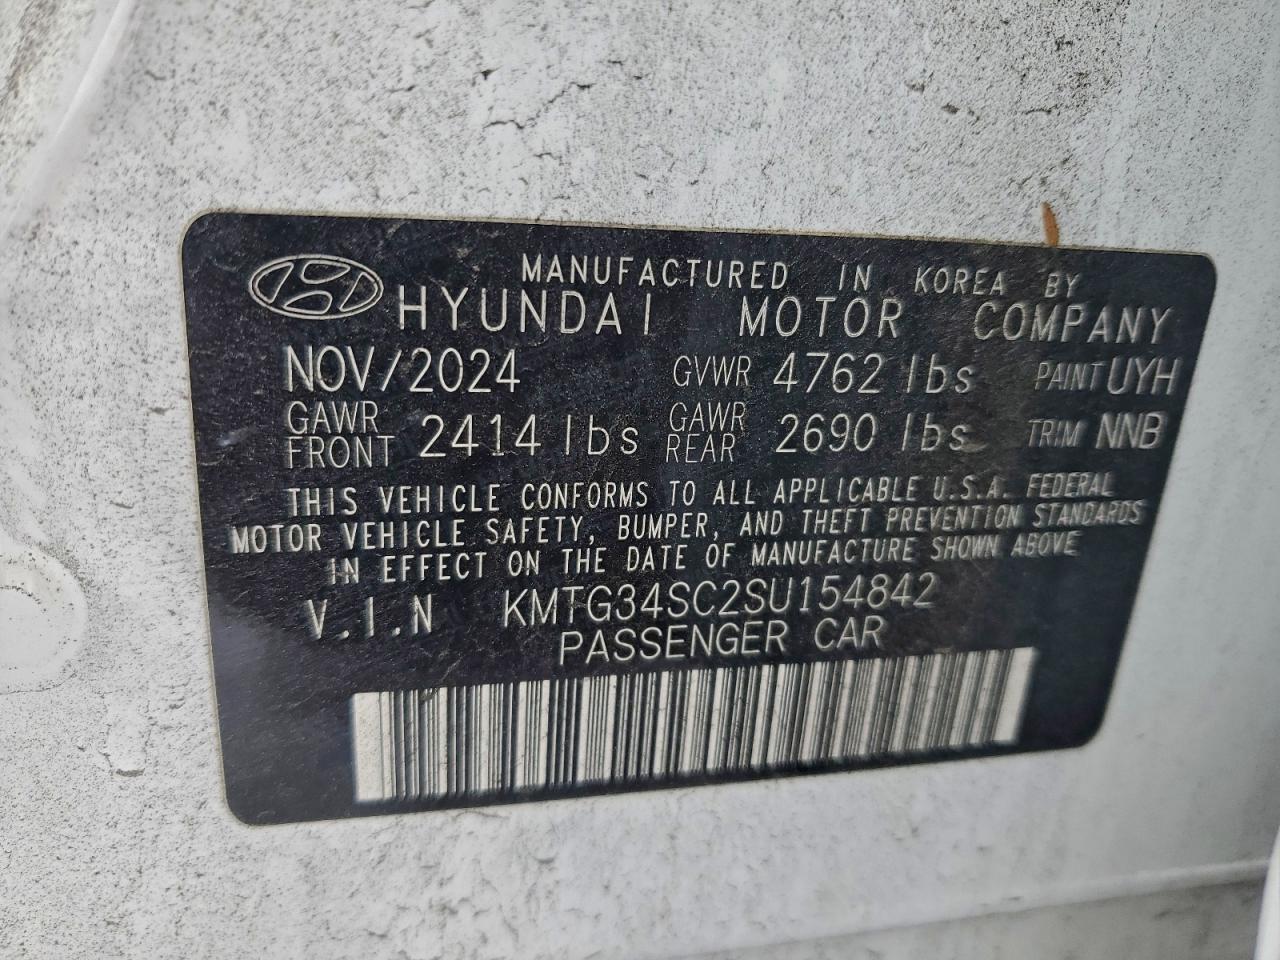 MANUFACTURED IN KOREA BY
HYUNDAI MOTOR COMPANY
NOV/2024 GVWR 4762 lbs PAINT UYH
GAWR FRONT 2414 lbs GAWR REAR 2690 lbs TRIM NNB
THIS VEHICLE CONFORMS TO ALL APPLICABLE U.S.A. FEDERAL
MOTOR VEHICLE SAFETY, BUMPER, AND THEFT PREVENTION STANDARDS
IN EFFECT ON THE DATE OF MANUFACTURE SHOWN ABOVE
V.I.N KMTG34SC2SU154842
PASSENGER CAR